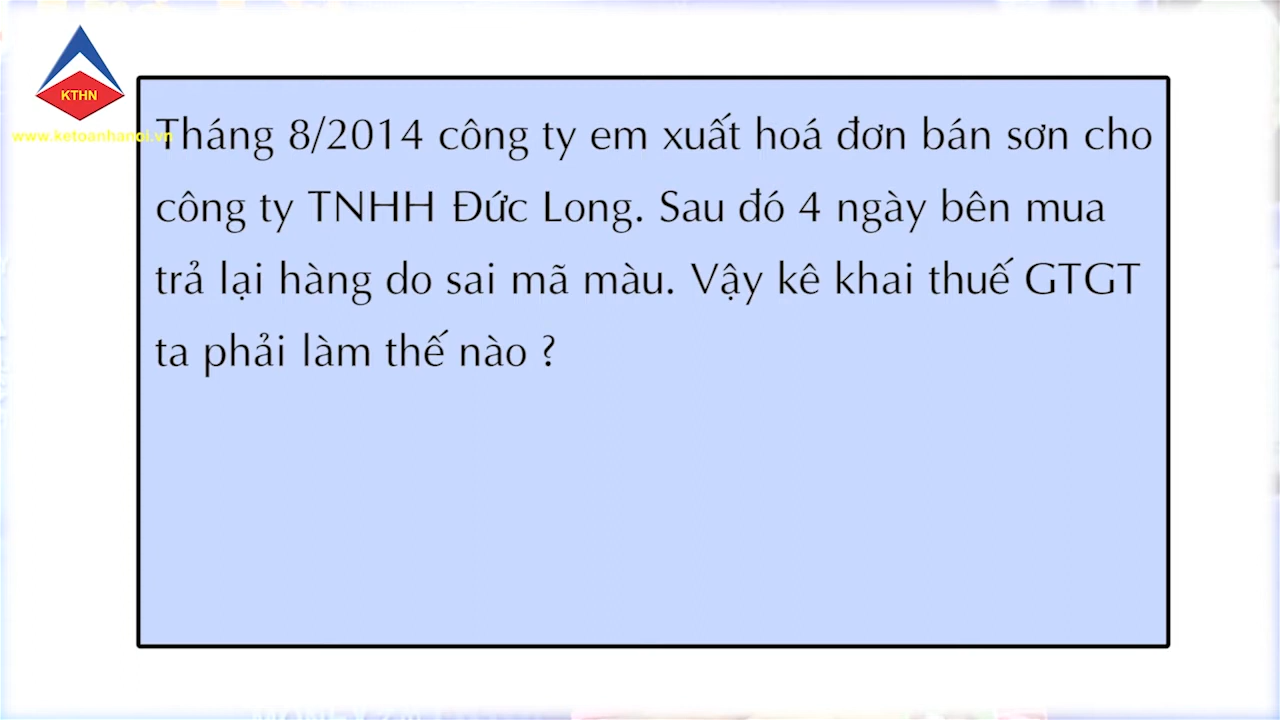 KTHN
www.ketoanhanoi.vn
Tháng 8/2014 công ty em xuất hoá đơn bán sơn cho
công ty TNHH Đức Long. Sau đó 4 ngày bên mua
trả lại hàng do sai mã màu. Vậy kê khai thuế GTGT
ta phải làm thế nào ?